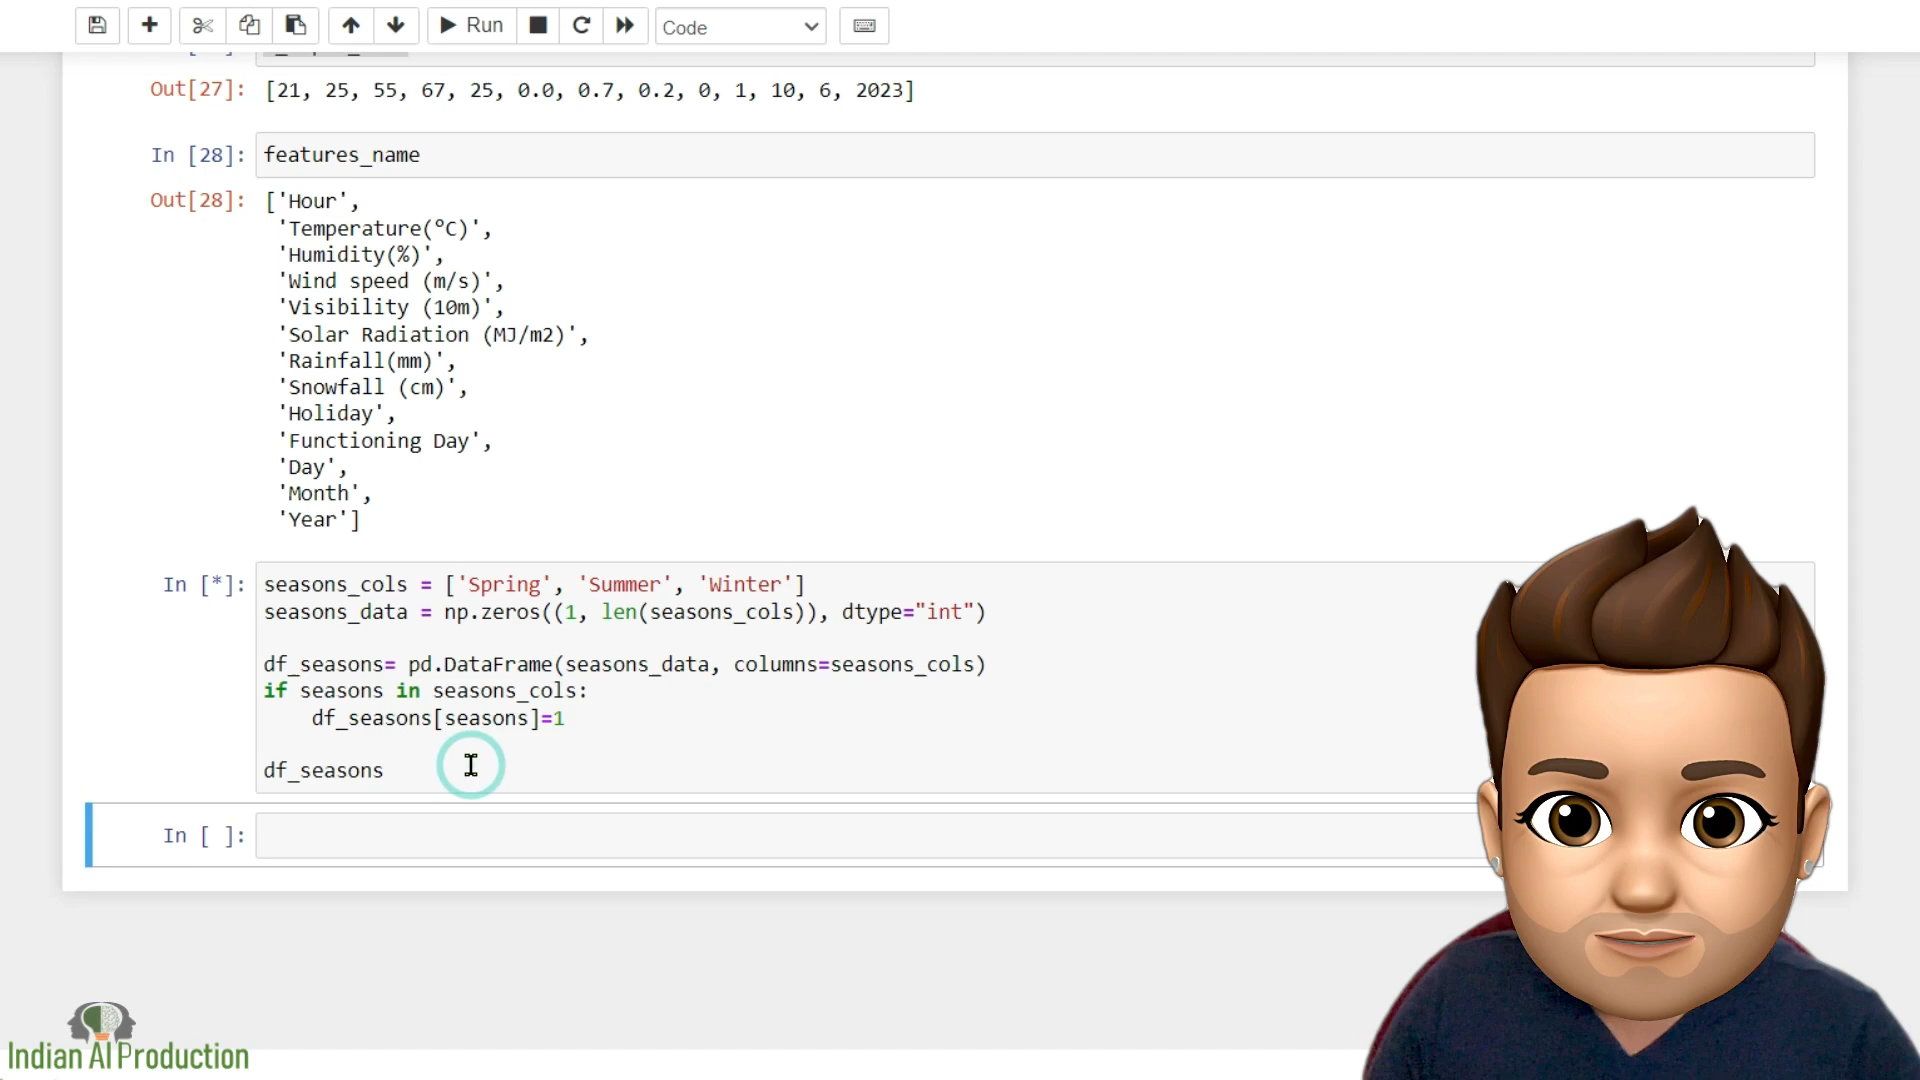 Run
Code
Out[27]: [21, 25, 55, 67, 25, 0.0, 0.7, 0.2, 0, 1, 10, 6, 2023]
In [28]: features_name
Out[28]: ['Hour',
'Temperature(°C)',
'Humidity(%)',
'Wind speed (m/s)',
'Visibility (10m)',
'Solar Radiation (MJ/m2)',
'Rainfall(mm)',
'Snowfall (cm)',
'Holiday',
'Functioning Day',
'Day',
'Month',
'Year']
In [*]: seasons_cols = ['Spring', 'Summer', 'Winter']
seasons_data = np.zeros((1, len(seasons_cols)), dtype="int")
df_seasons= pd.DataFrame(seasons_data, columns=seasons_cols)
if seasons in seasons_cols:
df_seasons[seasons]=1
df_seasons
In [ ]:
Indian AI Production